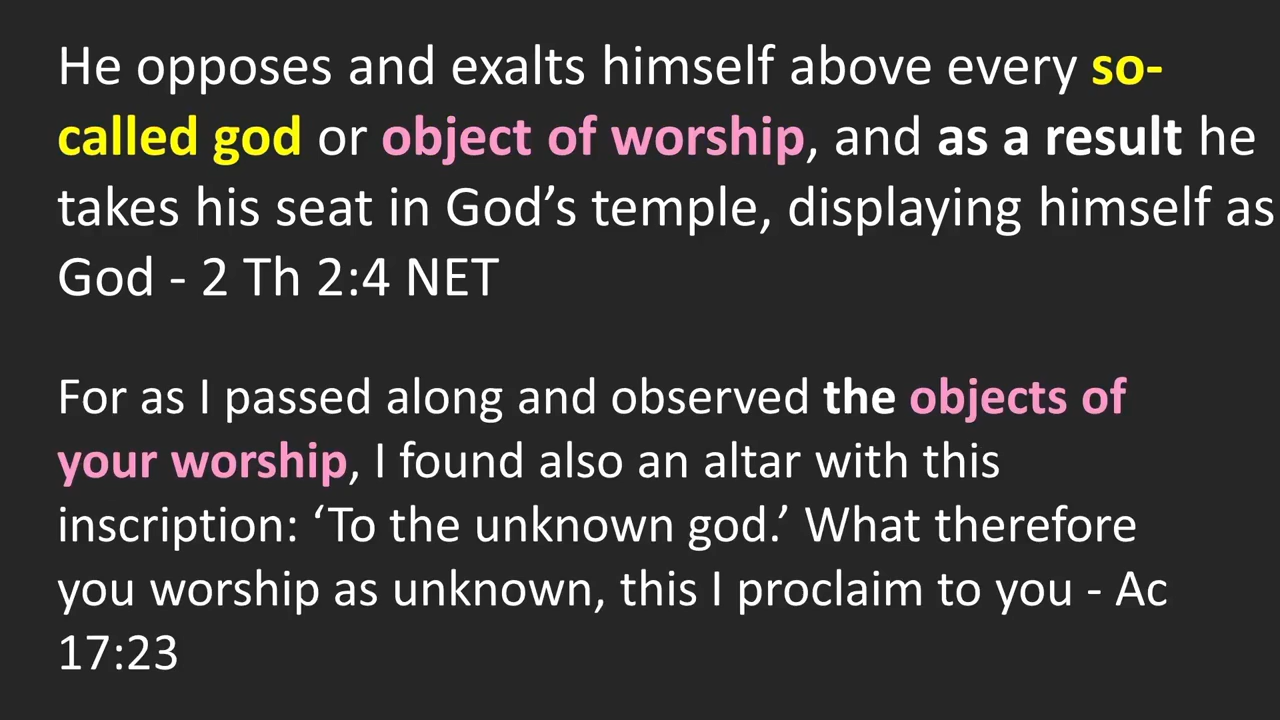 He opposes and exalts himself above every so-
called god or object of worship, and as a result he
takes his seat in God’s temple, displaying himself as
God - 2 Th 2:4 NET
For as I passed along and observed the objects of
your worship, I found also an altar with this
inscription: ‘To the unknown god.’ What therefore
you worship as unknown, this I proclaim to you - Ac
17:23